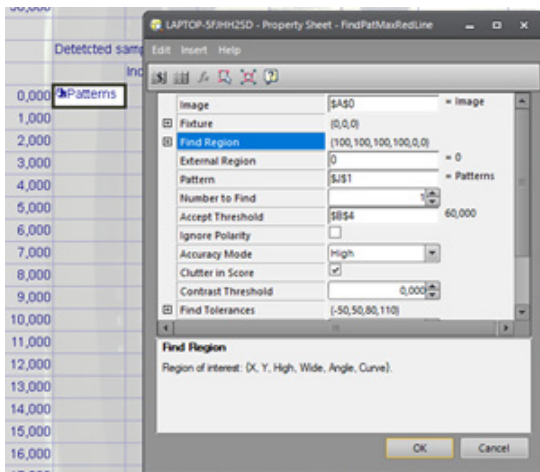 LAPTOP-5FJHH2SD - Property Sheet - FindPatMaxRedLine
Edit Insert Help
Detetcted samp
Inc
0,000 Patterns
1,000
2,000
3,000
4,000
5,000
6,000
7,000
8,000
9,000
10,000
11,000
12,000
13,000
14,000
15,000
16,000
Image $A$0 = Image
Fixture {0,0,0}
Find Region {100,100,100,100,0,0}
External Region 0 = 0
Pattern $J$1 = Patterns
Number to Find 1
Accept Threshold $B$4 60,000
Ignore Polarity
Accuracy Mode High
Clutter in Score
Contrast Threshold 0,000
Find Tolerances {-50,50,80,110}
Find Region
Region of interest: {X, Y, High, Wide, Angle, Curve}.
OK Cancel